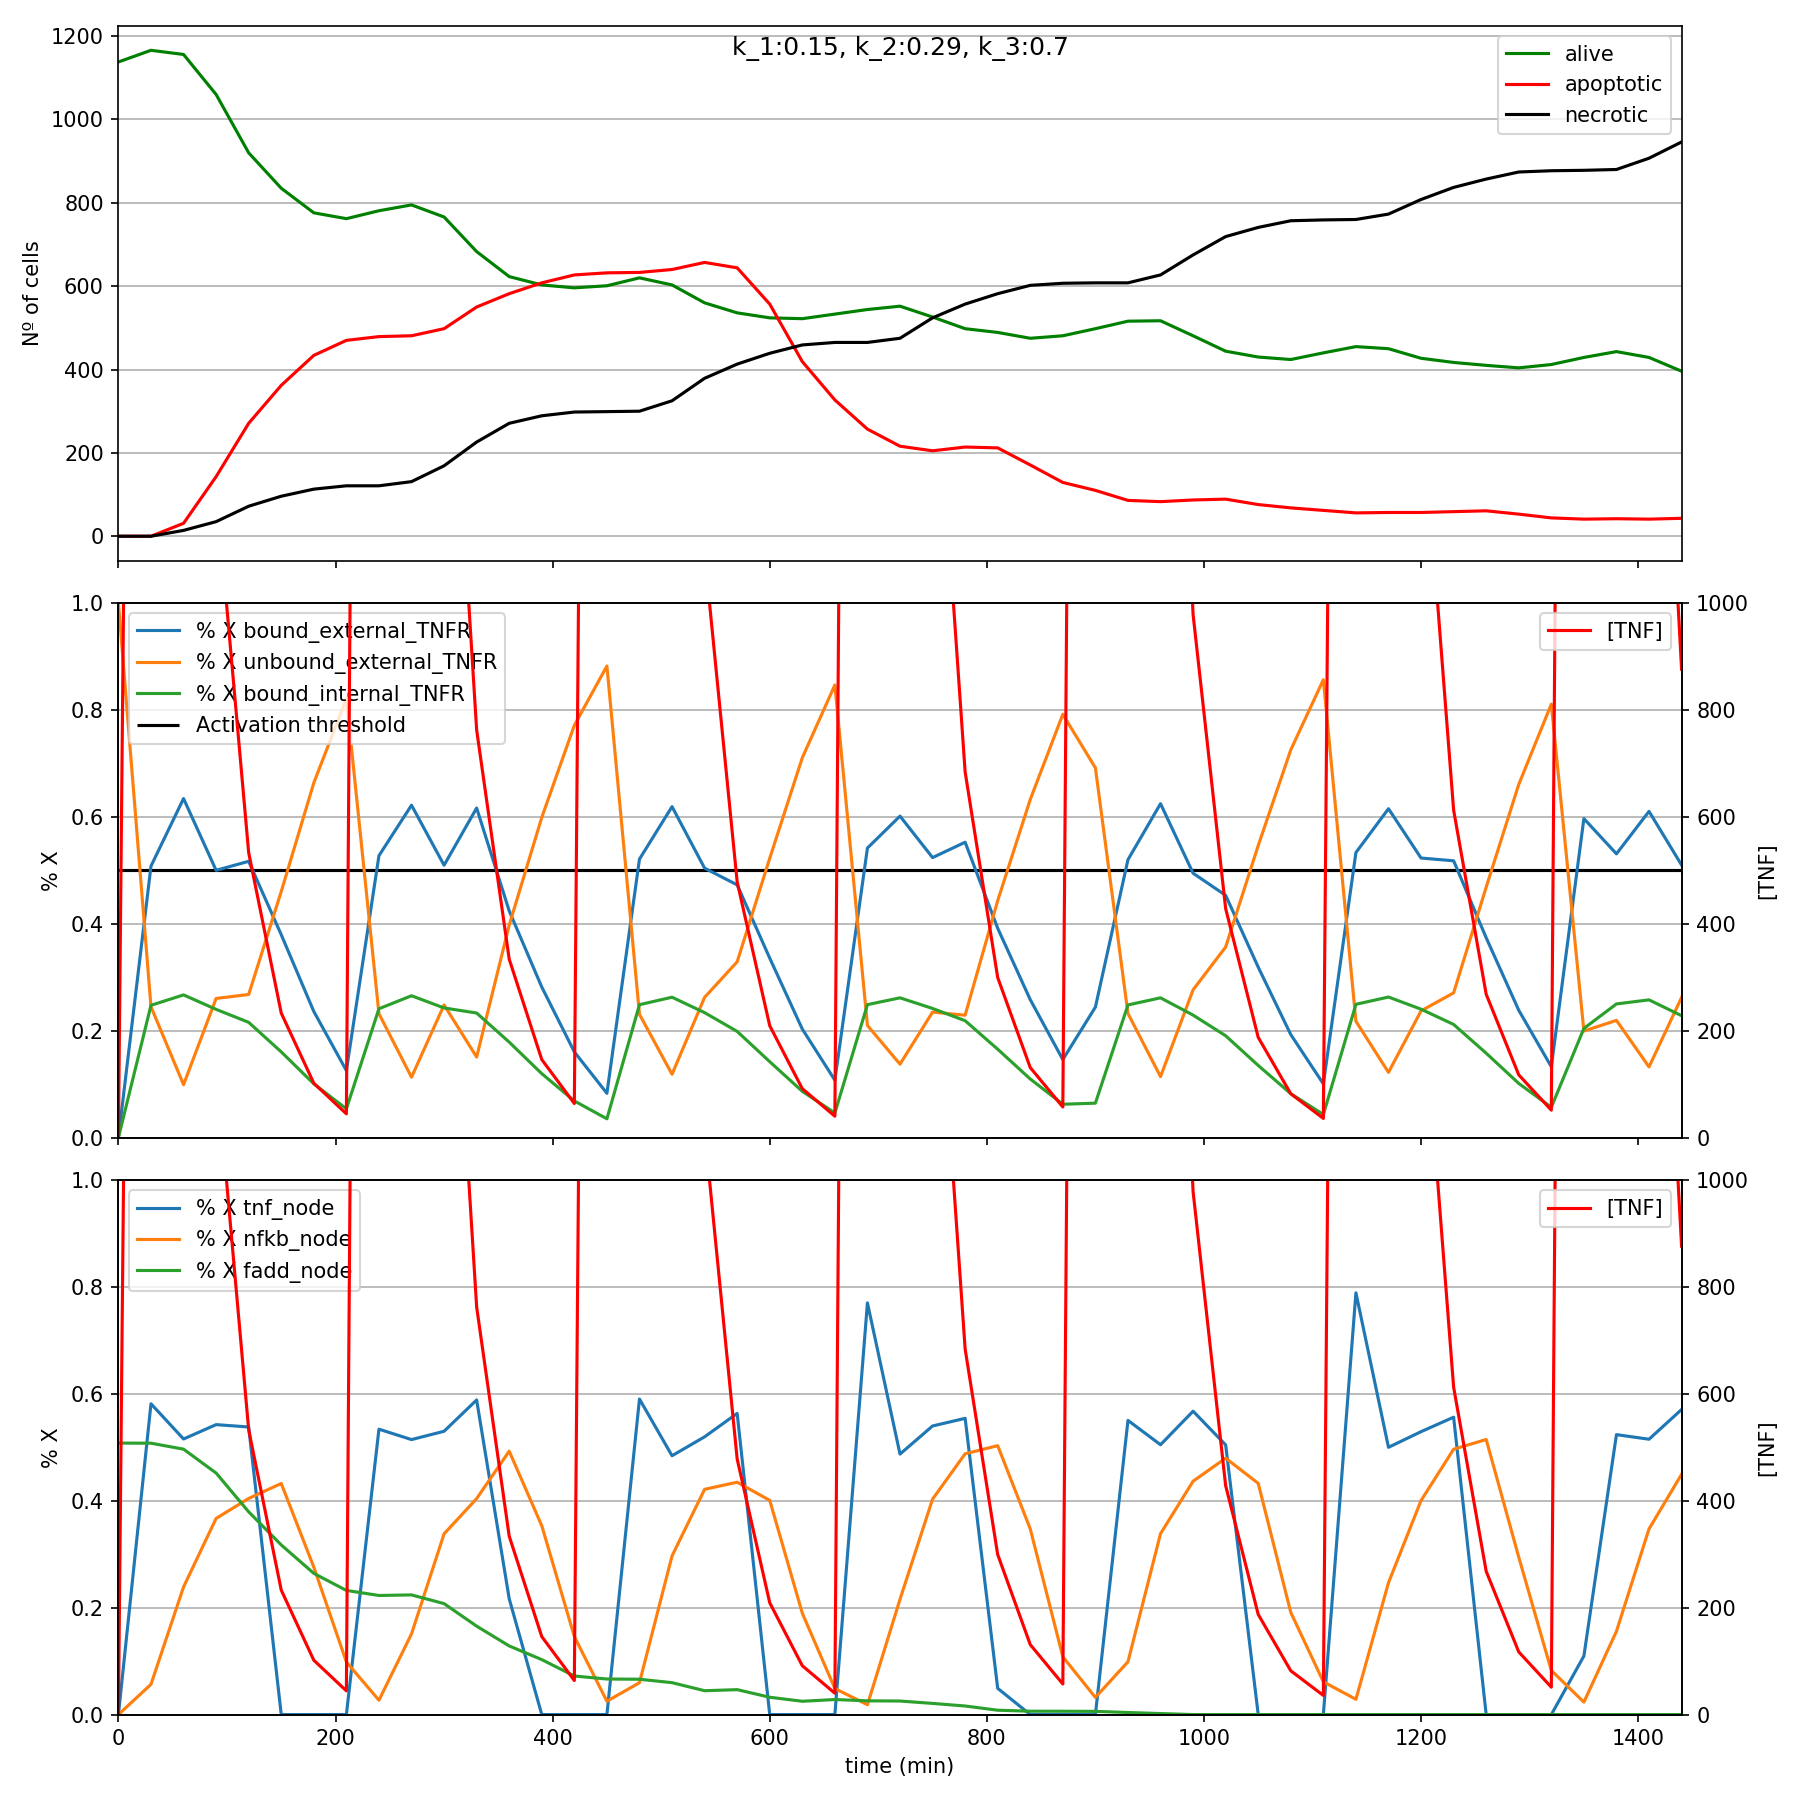 k_1:0.15, k_2:0.29, k_3:0.7
1200
1000
800
600
400
200
0
Nº of cells
alive
apoptotic
necrotic
1.0
0.8
0.6
0.4
0.2
0.0
% X
% X bound_external_TNFR
% X unbound_external_TNFR
% X bound_internal_TNFR
Activation threshold
[TNF]
1000
800
600
400
200
0
[TNF]
1.0
0.8
0.6
0.4
0.2
0.0
% X
% X tnf_node
% X nfkb_node
% X fadd_node
[TNF]
1000
800
600
400
200
0
[TNF]
0 200 400 600 800 1000 1200 1400
time (min)